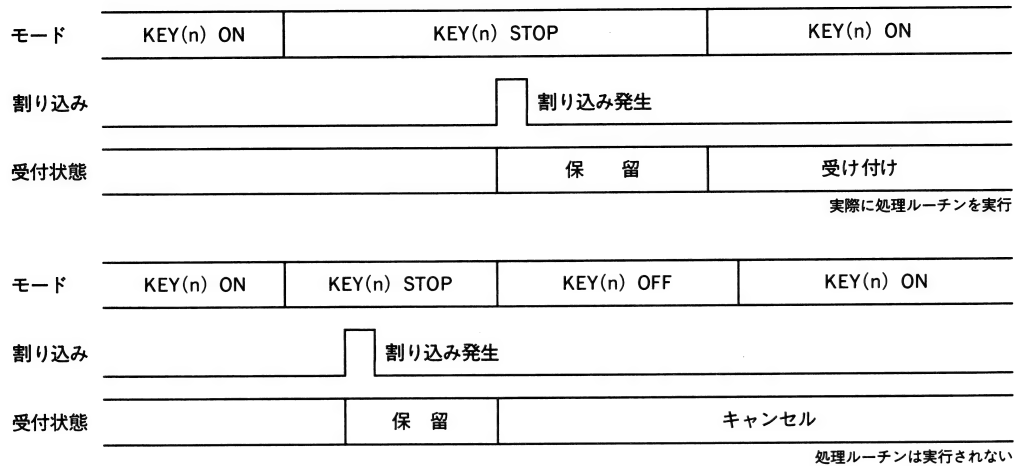 モード KEY(n) ON KEY(n) STOP KEY(n) ON
割り込み 割り込み発生
受付状態 保 留 受け付け
実際に処理ルーチンを実行
モード KEY(n) ON KEY(n) STOP KEY(n) OFF KEY(n) ON
割り込み 割り込み発生
受付状態 保 留 キャンセル
処理ルーチンは実行されない